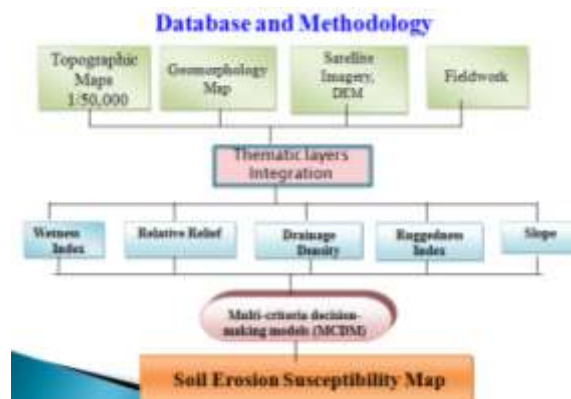 Database and Methodology
Topographic
Maps
1:50,000
Geomorphology
Map
Satellite
Imagery,
DEM
Fieldwork
Thematic layers
Integration
Wetness
Index
Relative Relief
Drainage
Density
Ruggedness
Index
Slope
Multi-criteria decision-
making models (MCDM)
Soil Erosion Susceptibility Map